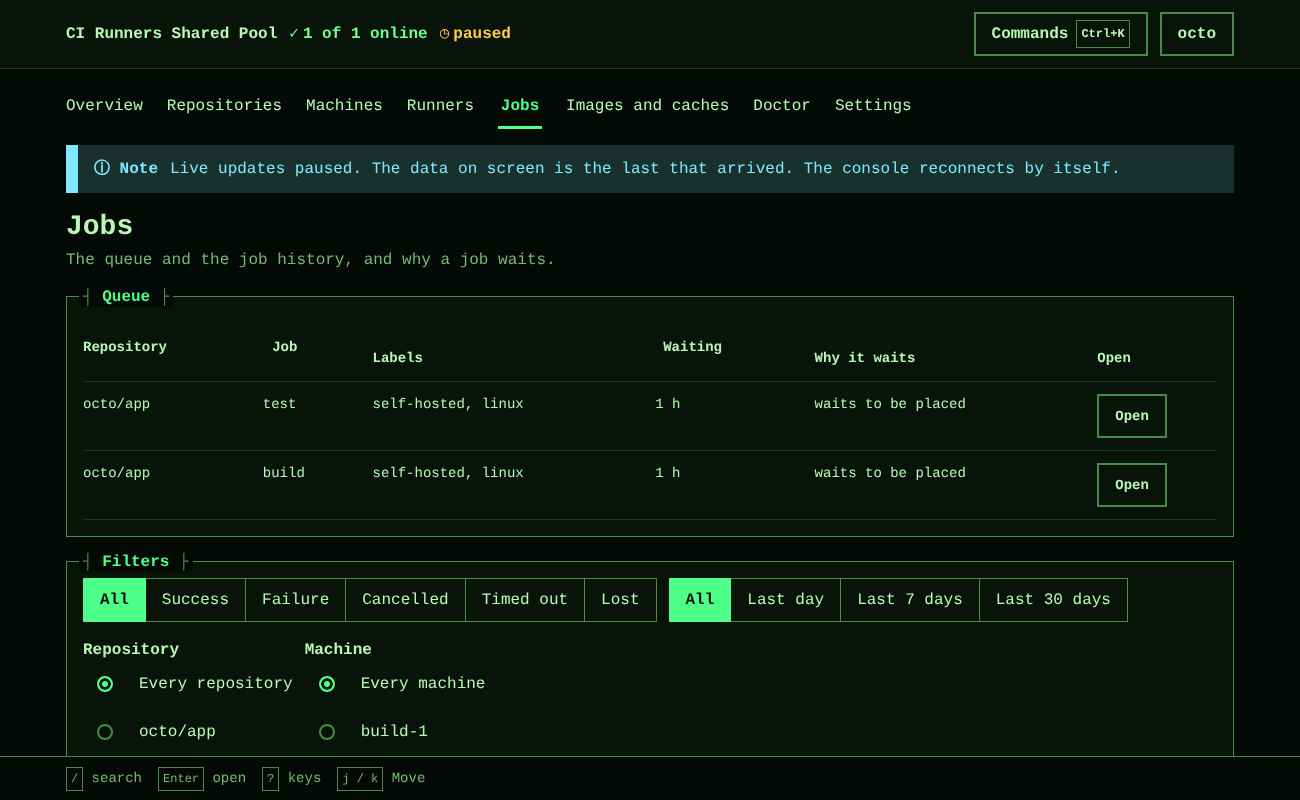 CI Runners Shared Pool ✓ 1 of 1 online ◷ paused Commands Ctrl+K octo
Overview Repositories Machines Runners Jobs Images and caches Doctor Settings
ⓘ Note Live updates paused. The data on screen is the last that arrived. The console reconnects by itself.
Jobs
The queue and the job history, and why a job waits.
Queue
Repository Job Labels Waiting Why it waits Open
octo/app test self-hosted, linux 1 h waits to be placed Open
octo/app build self-hosted, linux 1 h waits to be placed Open
Filters
All Success Failure Cancelled Timed out Lost All Last day Last 7 days Last 30 days
Repository Machine
Every repository Every machine
octo/app build-1
/ search Enter open ? keys j / k Move